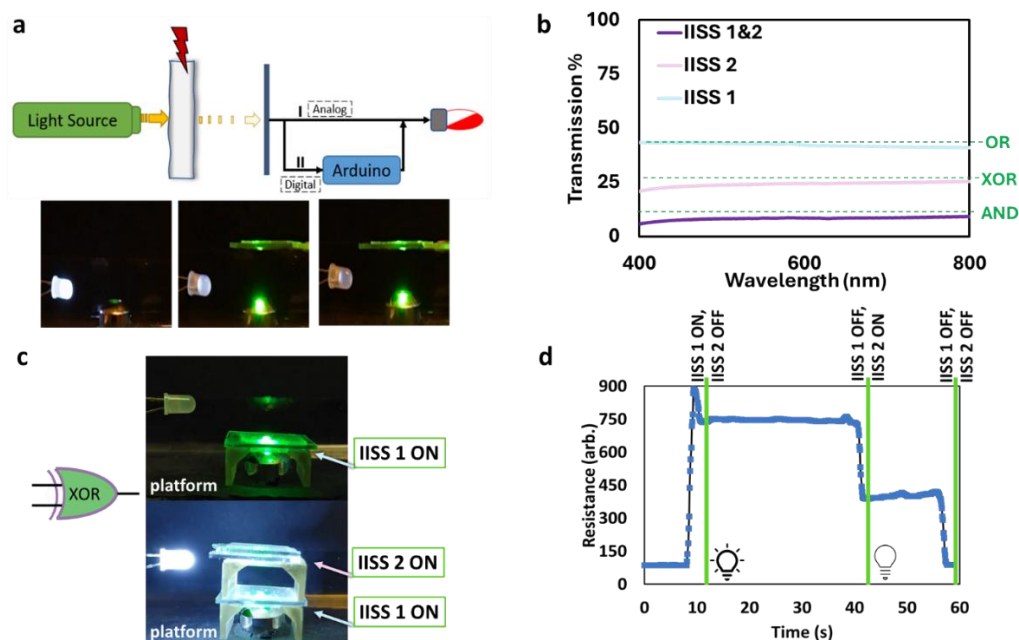 a
Light Source
I
Analog
II
Digital
Arduino
b
Transmission %
100
75
50
25
0
IISS 1&2
IISS 2
IISS 1
OR
XOR
AND
400
600
800
Wavelength (nm)
c
XOR
platform
IISS 1 ON
platform
IISS 2 ON
IISS 1 ON
d
IISS 1 ON,
IISS 2 OFF
IISS 1 OFF,
IISS 2 ON
IISS 1 OFF,
IISS 2 OFF
Resistance (arb.)
900
750
600
450
300
150
0
0
10
20
30
40
50
60
Time (s)